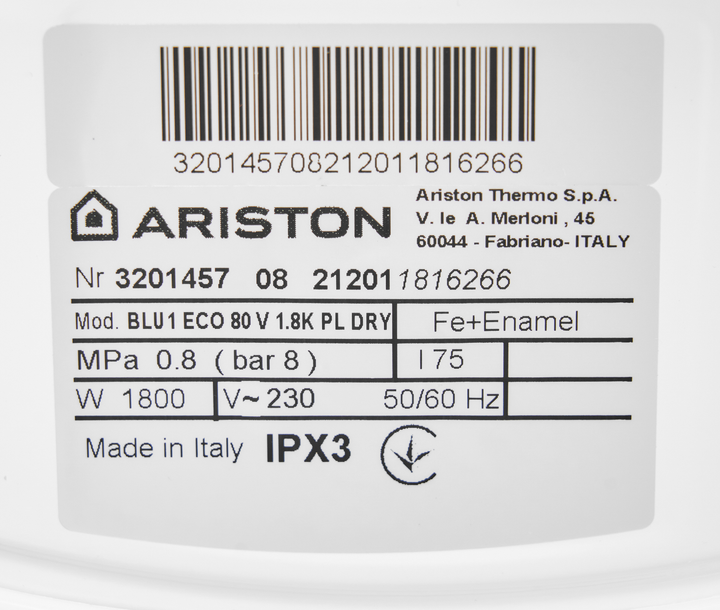 320145708212011816266
ARISTON
Ariston Thermo S.p.A.
V. le A. Merloni , 45
60044 - Fabriano- ITALY
Nr 3201457 08 212011816266
Mod. BLU1 ECO 80 V 1.8K PL DRY Fe+Enamel
MPa 0.8 ( bar 8 ) l 75
W 1800 V~ 230 50/60 Hz
Made in Italy IPX3